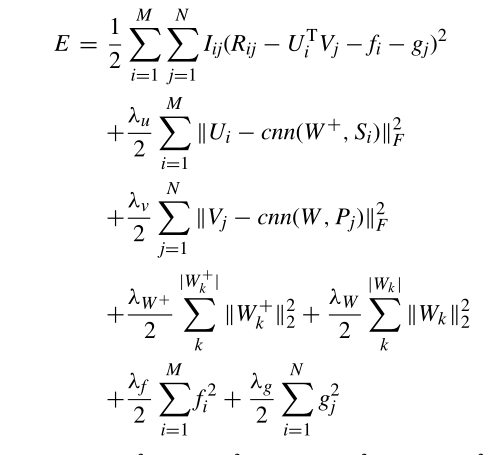 E = \frac{1}{2} \sum_{i=1}^{M} \sum_{j=1}^{N} I_{ij}(R_{ij} - U_i^{\mathrm{T}} V_j - f_i - g_j)^2
+ \frac{\lambda_u}{2} \sum_{i=1}^{M} \|U_i - cnn(W^+, S_i)\|_F^2
+ \frac{\lambda_v}{2} \sum_{j=1}^{N} \|V_j - cnn(W, P_j)\|_F^2
+ \frac{\lambda_{W^+}}{2} \sum_{k}^{|W_k^+|} \|W_k^+\|_2^2 + \frac{\lambda_W}{2} \sum_{k}^{|W_k|} \|W_k\|_2^2
+ \frac{\lambda_f}{2} \sum_{i=1}^{M} f_i^2 + \frac{\lambda_g}{2} \sum_{i=1}^{N} g_j^2